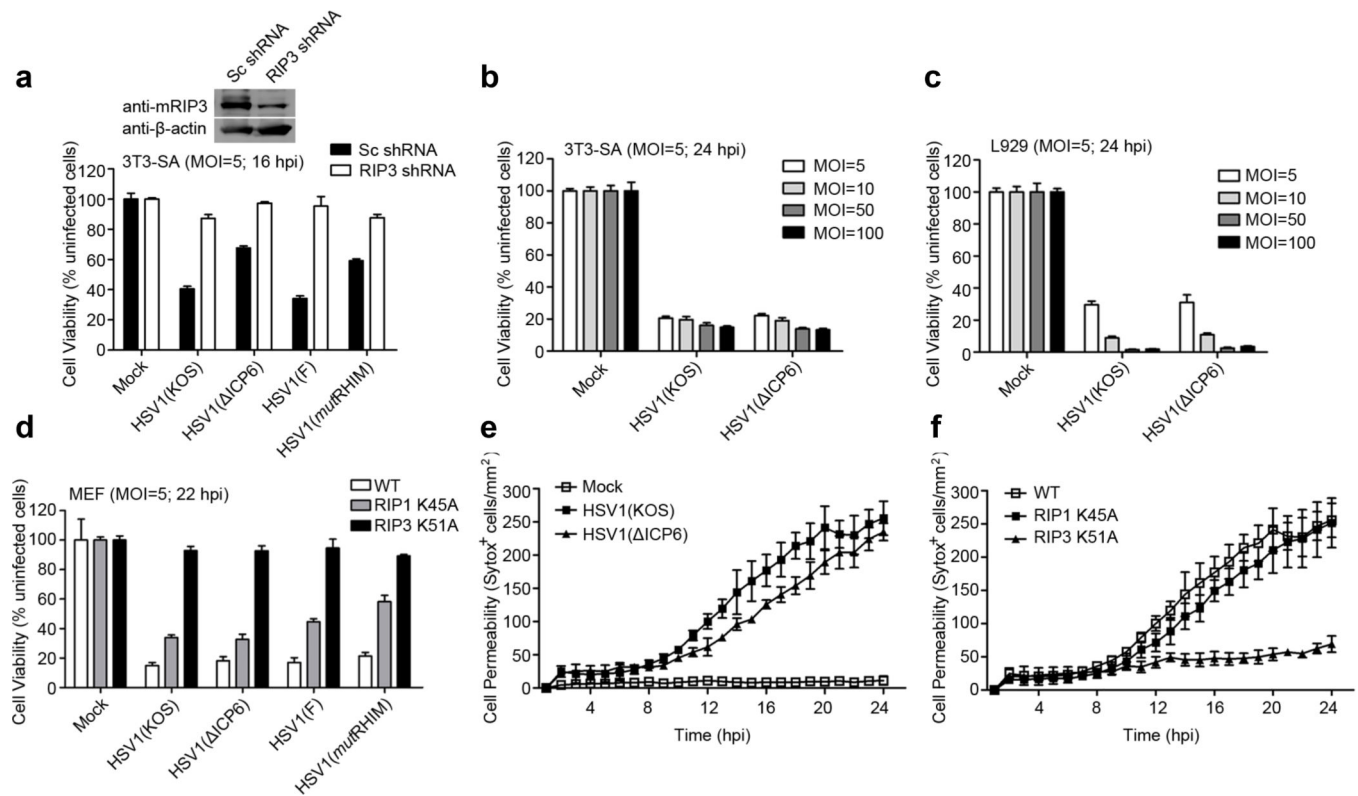 a
Sc shRNA
RIP3 shRNA
anti-mRIP3
anti-β-actin
3T3-SA (MOI=5; 16 hpi)
Sc shRNA
RIP3 shRNA
Cell Viability (% uninfected cells)
120
100
80
60
40
20
0
Mock
HSV1(KOS)
HSV1(ΔICP6)
HSV1(F)
HSV1(mutRHIM)
b
3T3-SA (MOI=5; 24 hpi)
MOI=5
MOI=10
MOI=50
MOI=100
Cell Viability (% uninfected cells)
120
100
80
60
40
20
0
Mock
HSV1(KOS)
HSV1(ΔICP6)
c
L929 (MOI=5; 24 hpi)
MOI=5
MOI=10
MOI=50
MOI=100
Cell Viability (% uninfected cells)
120
100
80
60
40
20
0
Mock
HSV1(KOS)
HSV1(ΔICP6)
d
MEF (MOI=5; 22 hpi)
WT
RIP1 K45A
RIP3 K51A
Cell Viability (% uninfected cells)
120
100
80
60
40
20
0
Mock
HSV1(KOS)
HSV1(ΔICP6)
HSV1(F)
HSV1(mutRHIM)
e
Mock
HSV1(KOS)
HSV1(ΔICP6)
Cell Permeability (Sytox⁺ cells/mm²)
300
250
200
150
100
50
0
4 8 12 16 20 24
Time (hpi)
f
WT
RIP1 K45A
RIP3 K51A
Cell Permeability (Sytox⁺ cells/mm²)
300
250
200
150
100
50
0
4 8 12 16 20 24
Time (hpi)